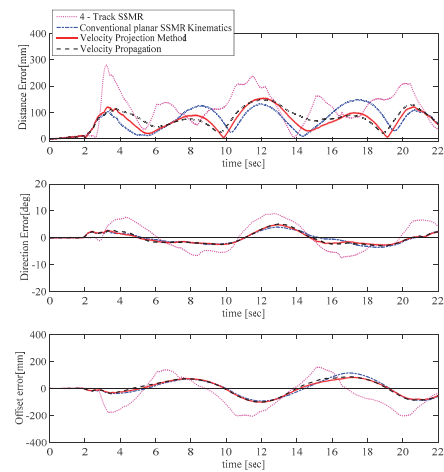 4 - Track SSMR
Conventional planar SSMR Kinematics
Velocity Projection Method
Velocity Propagation
Distance Error[mm]
400
300
200
100
0
0 2 4 6 8 10 12 14 16 18 20 22
time [sec]
Direction Error[deg]
20
10
0
-10
-20
0 2 4 6 8 10 12 14 16 18 20 22
time [sec]
Offset error[mm]
400
200
0
-200
-400
0 2 4 6 8 10 12 14 16 18 20 22
time [sec]